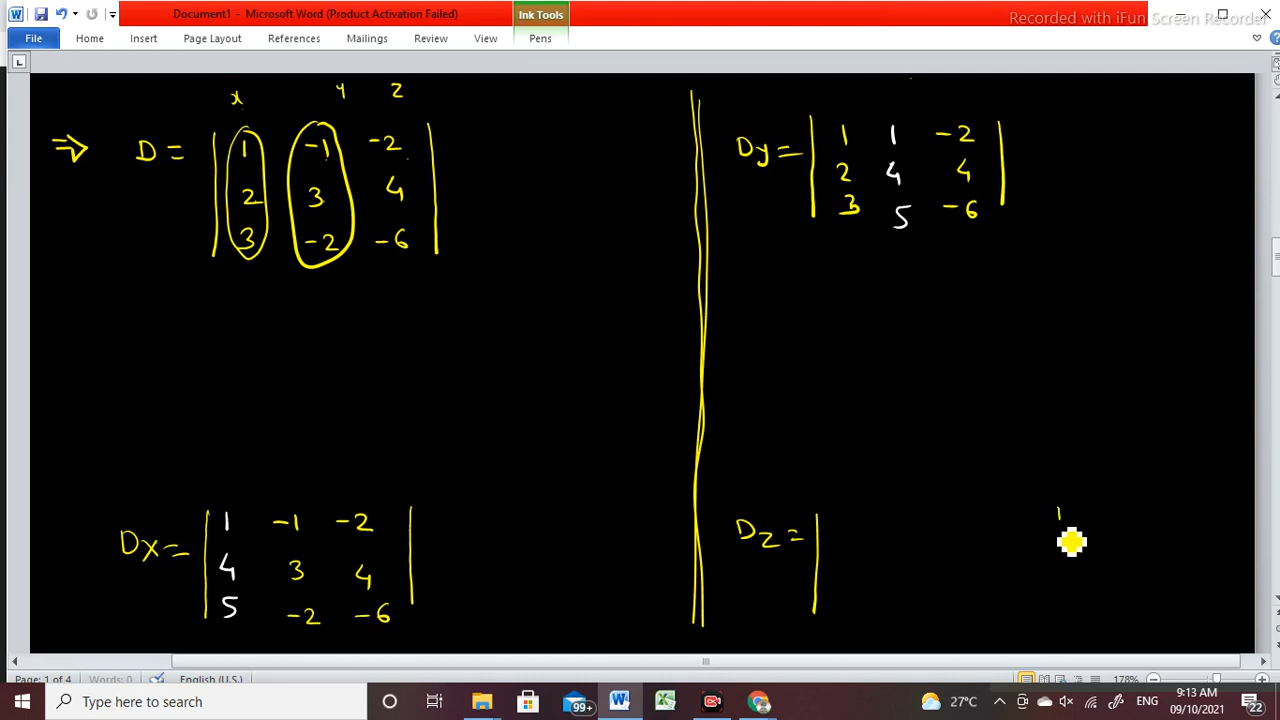 Document1 - Microsoft Word (Product Activation Failed)
Ink Tools
Recorded with iFun Screen Recorder
File Home Insert Page Layout References Mailings Review View Pens
x y z
⇒ D = | 1 -1 -2 |
| 2 3 4 |
| 3 -2 -6 |
Dy = | 1 1 -2 |
| 2 4 4 |
| 3 5 -6 |
Dx = | 1 -1 -2 |
| 4 3 4 |
| 5 -2 -6 |
Dz = |
Page: 1 of 4 Words: 0 English (U.S.) 178%
Type here to search
99+
27°C
ENG
9:13 AM
09/10/2021
22